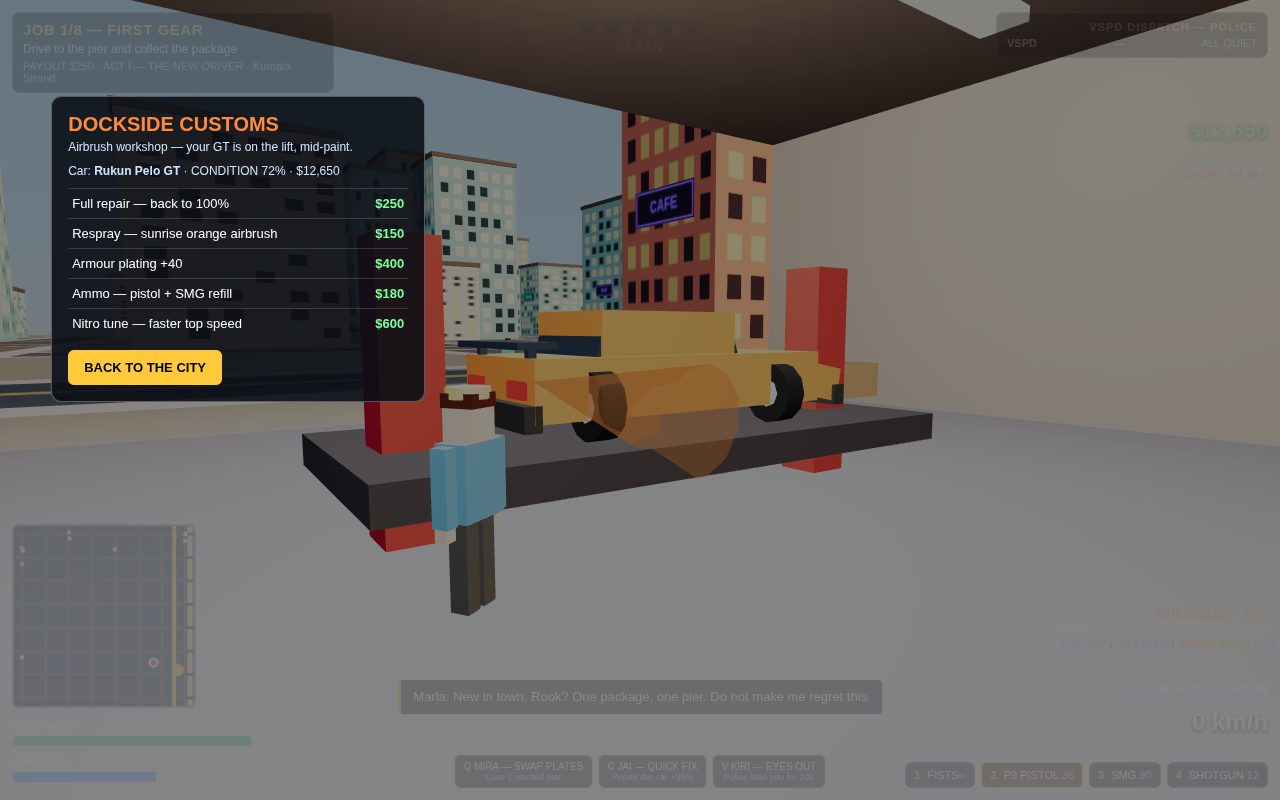 JOB 1/8 — FIRST GEAR
Drive to the pier and collect the package
PAYOUT $250 · ACT I — THE NEW DRIVER · Kumala
Strand
CLEAN
VSPD DISPATCH — POLICE
VSPD — ALL QUIET
$12,650
SHORE FM 98.6
DOCKSIDE CUSTOMS
Airbrush workshop — your GT is on the lift, mid-paint.
Car: Rukun Pelo GT · CONDITION 72% · $12,650
Full repair — back to 100% $250
Respray — sunrise orange airbrush $150
Armour plating +40 $400
Ammo — pistol + SMG refill $180
Nitro tune — faster top speed $600
BACK TO THE CITY
CAFE
WHEELMAN · 44%
NOBODY › HUSTLER › WHEELMAN ›
ON FOOT — ROOK
0 km/h
Marla: New in town, Rook? One package, one pier. Do not make me regret this.
HEALTH 100
Q MIRA — SWAP PLATES
Lose 1 wanted star
C JAI — QUICK FIX
Repair the car +35%
V KIRI — EYES OUT
Police lose you for 20s
1 FISTS∞
2 P9 PISTOL 36
3 SMG 90
4 SHOTGUN 12